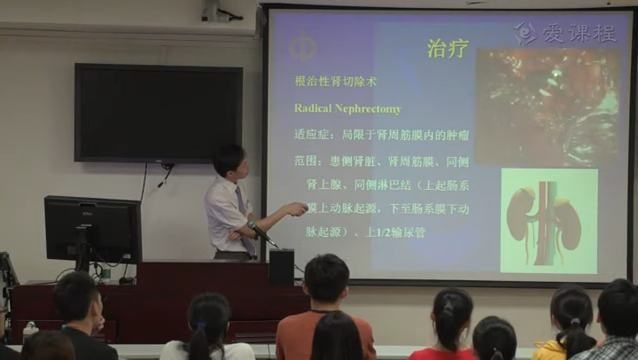 爱课程
治疗
根治性肾切除术
Radical Nephrectomy
适应症：局限于肾周筋膜内的肿瘤
范围：患侧肾脏、肾周筋膜、同侧
肾上腺、同侧淋巴结（上起肠系
膜上动脉起源，下至肠系膜下动
脉起源）、上1/2输尿管